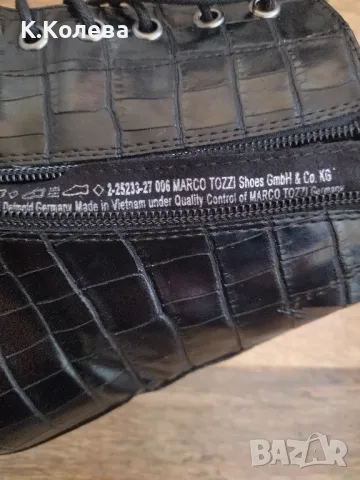 К.Колева
2-25233-27 006 MARCO TOZZI Shoes GmbH & Co. KG
Detmold Germany Made in Vietnam under Quality Control of MARCO TOZZI Germany
BAZAR
bg